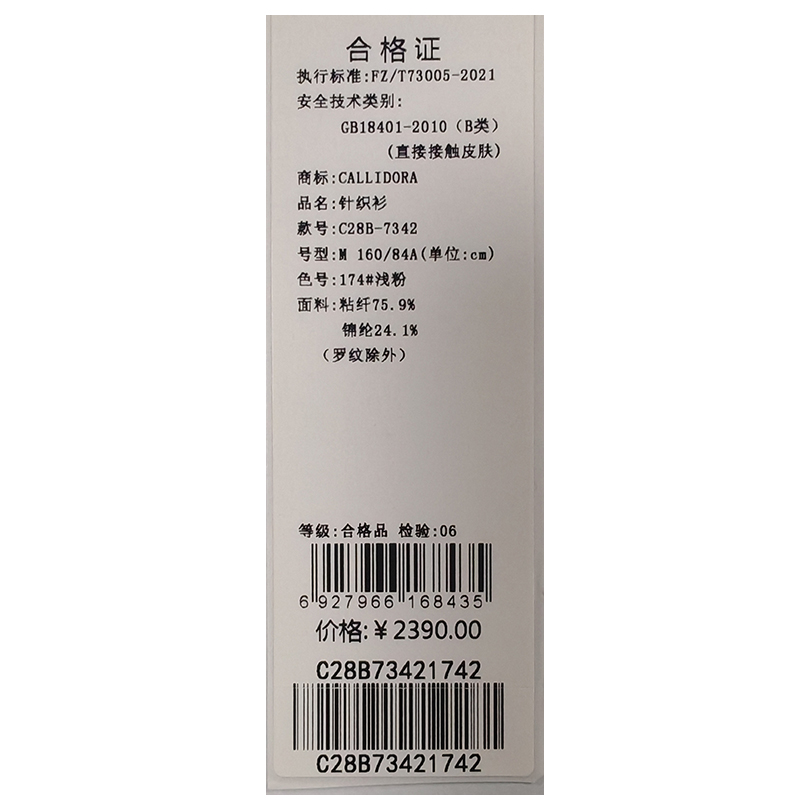 合格证
执行标准:FZ/T73005-2021
安全技术类别:
GB18401-2010（B类）
(直接接触皮肤)
商标:CALLIDORA
品名:针织衫
款号:C28B-7342
号型:M 160/84A(单位:cm)
色号:174#浅粉
面料:粘纤75.9%
锦纶24.1%
（罗纹除外）
等级:合格品 检验:06
6 927966 168435
价格:￥2390.00
C28B73421742
C28B73421742